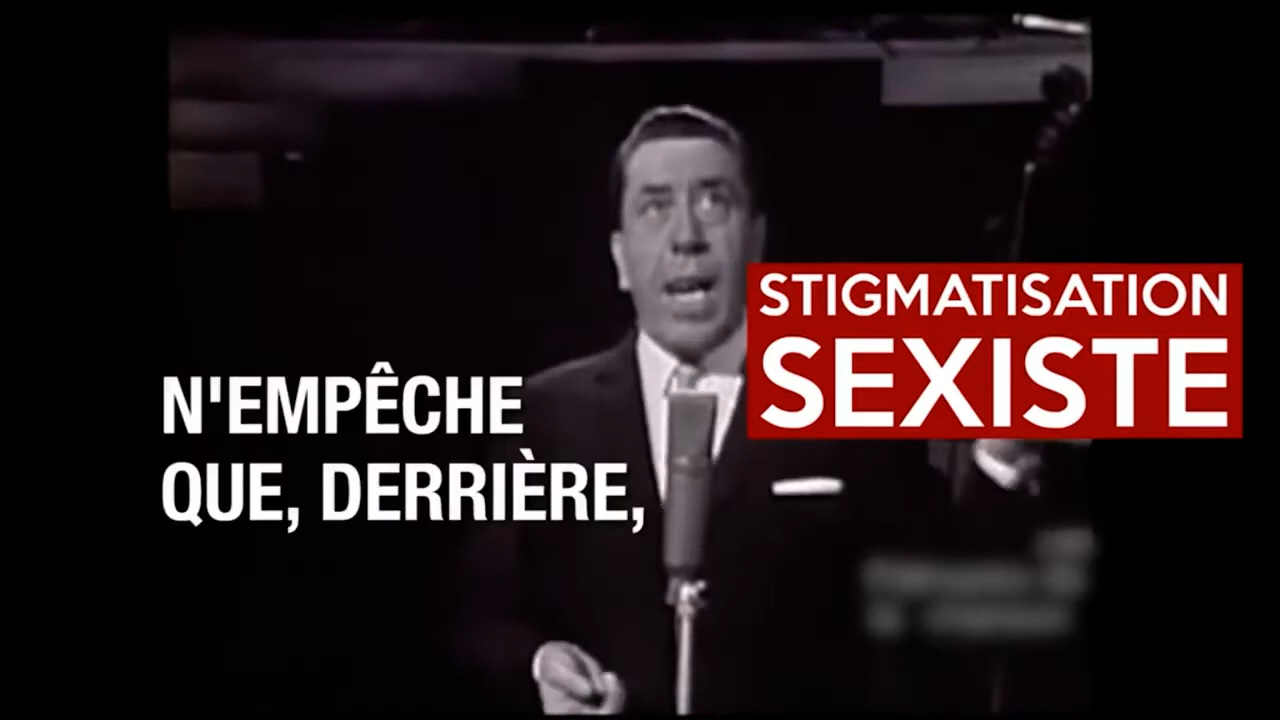 STIGMATISATION
SEXISTE
N'EMPÊCHE
QUE, DERRIÈRE,